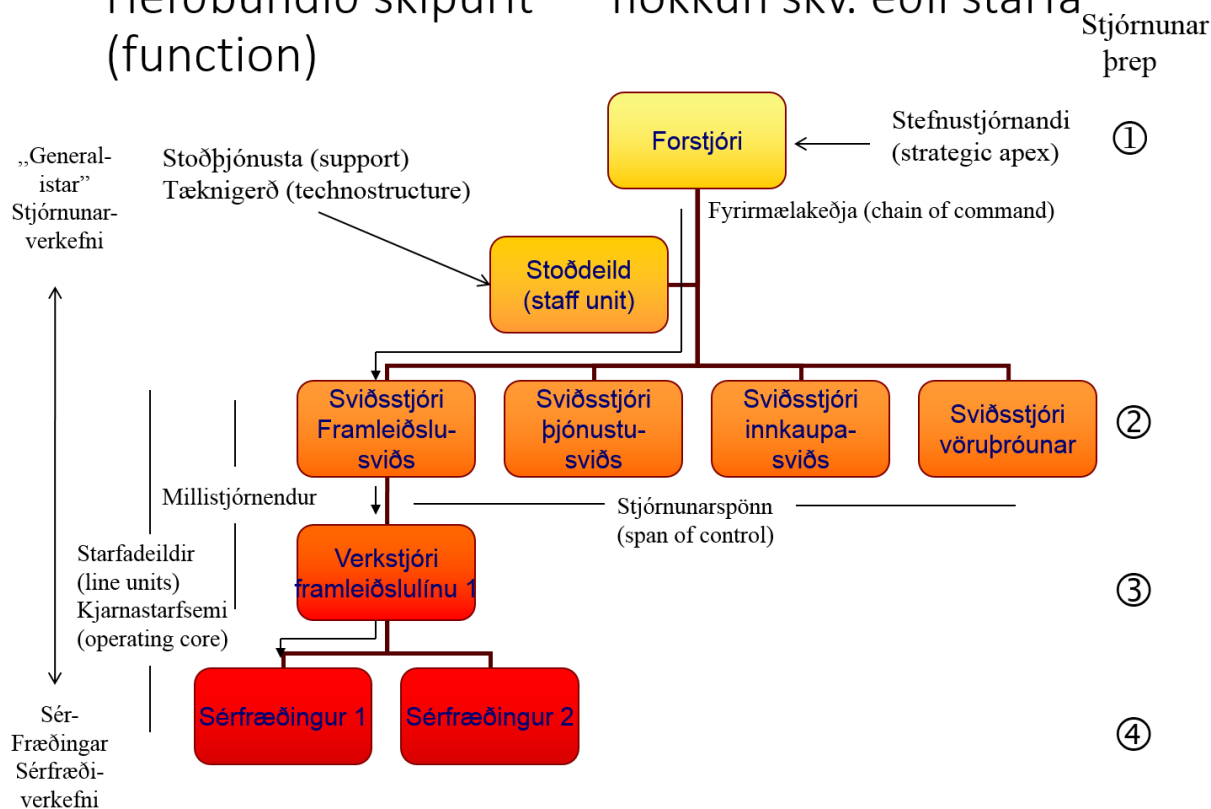 (function)
Stjórnunar
þrep
Forstjóri
Stefnustjórnandi
(strategic apex)
①
„General-
istar”
Stjórnunar-
verkefni
Stoðþjónusta (support)
Tæknigerð (technostructure)
Fyrirmælakeðja (chain of command)
Stoðdeild
(staff unit)
Sviðsstjóri
Framleiðslu-
sviðs
Sviðsstjóri
þjónustu-
sviðs
Sviðsstjóri
innkaupa-
sviðs
Sviðsstjóri
vöruþróunar
②
Millistjórnendur
Stjórnunarspönn
(span of control)
Starfadeildir
(line units)
Kjarnastarfsemi
(operating core)
Verkstjóri
framleiðslulínu 1
③
Sérfræðingur 1
Sérfræðingur 2
④
Sér-
Fræðingar
Sérfræði-
verkefni